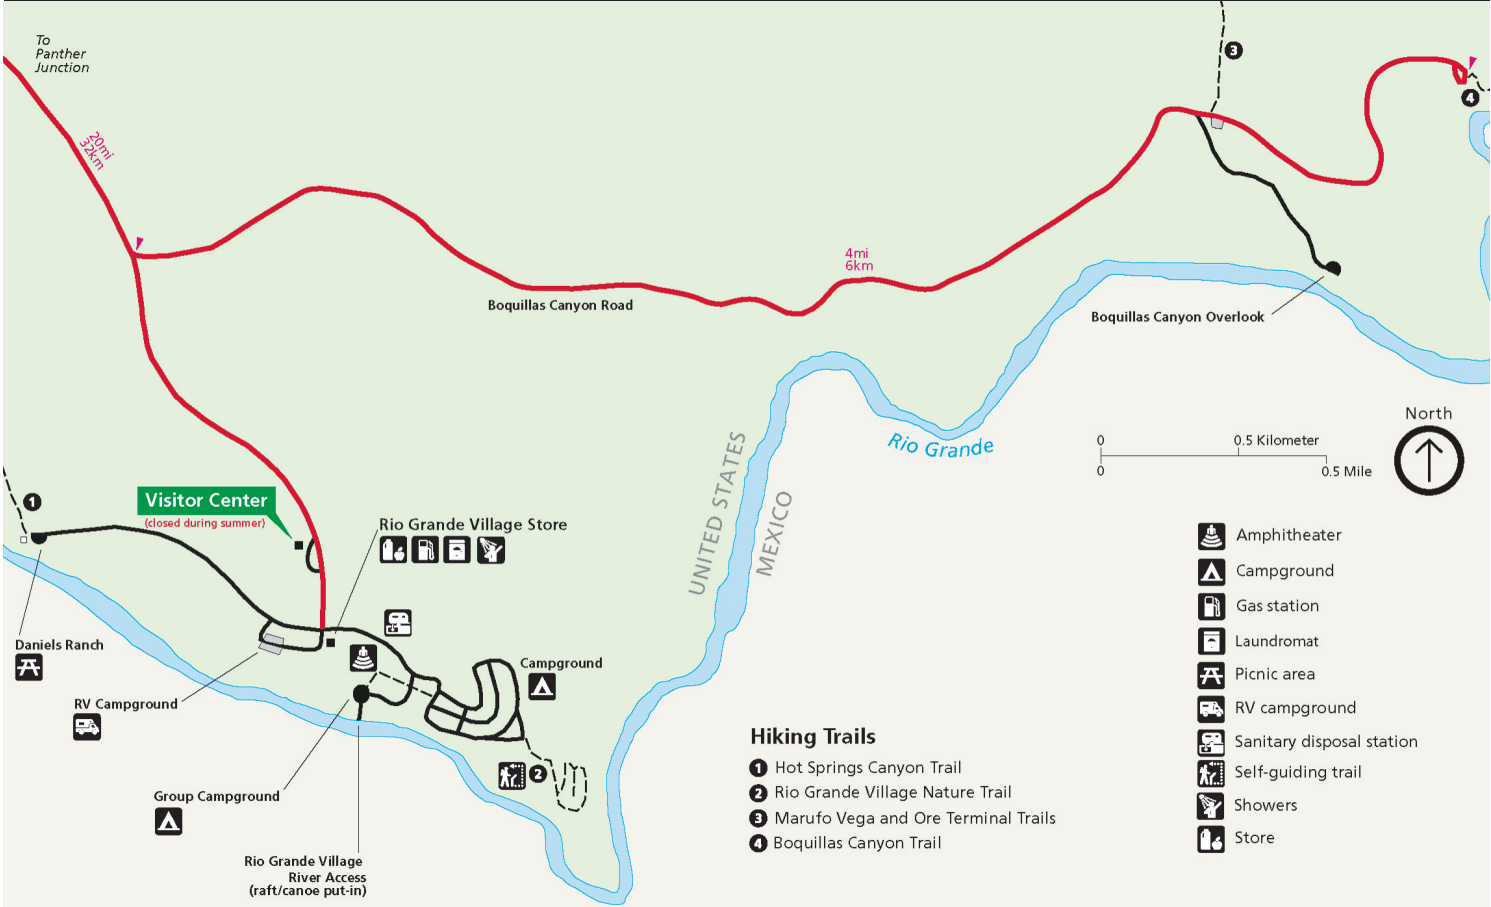 To
Panther
Junction
20mi
32km
3
4
4mi
6km
Boquillas Canyon Road
Boquillas Canyon Overlook
North
Rio Grande
UNITED STATES
MEXICO
0
0.5 Kilometer
0
0.5 Mile
1
Visitor Center
(closed during summer)
Rio Grande Village Store
Daniels Ranch
RV Campground
Campground
2
Group Campground
Rio Grande Village
River Access
(raft/canoe put-in)
Hiking Trails
1 Hot Springs Canyon Trail
2 Rio Grande Village Nature Trail
3 Marufo Vega and Ore Terminal Trails
4 Boquillas Canyon Trail
Amphitheater
Campground
Gas station
Laundromat
Picnic area
RV campground
Sanitary disposal station
Self-guiding trail
Showers
Store